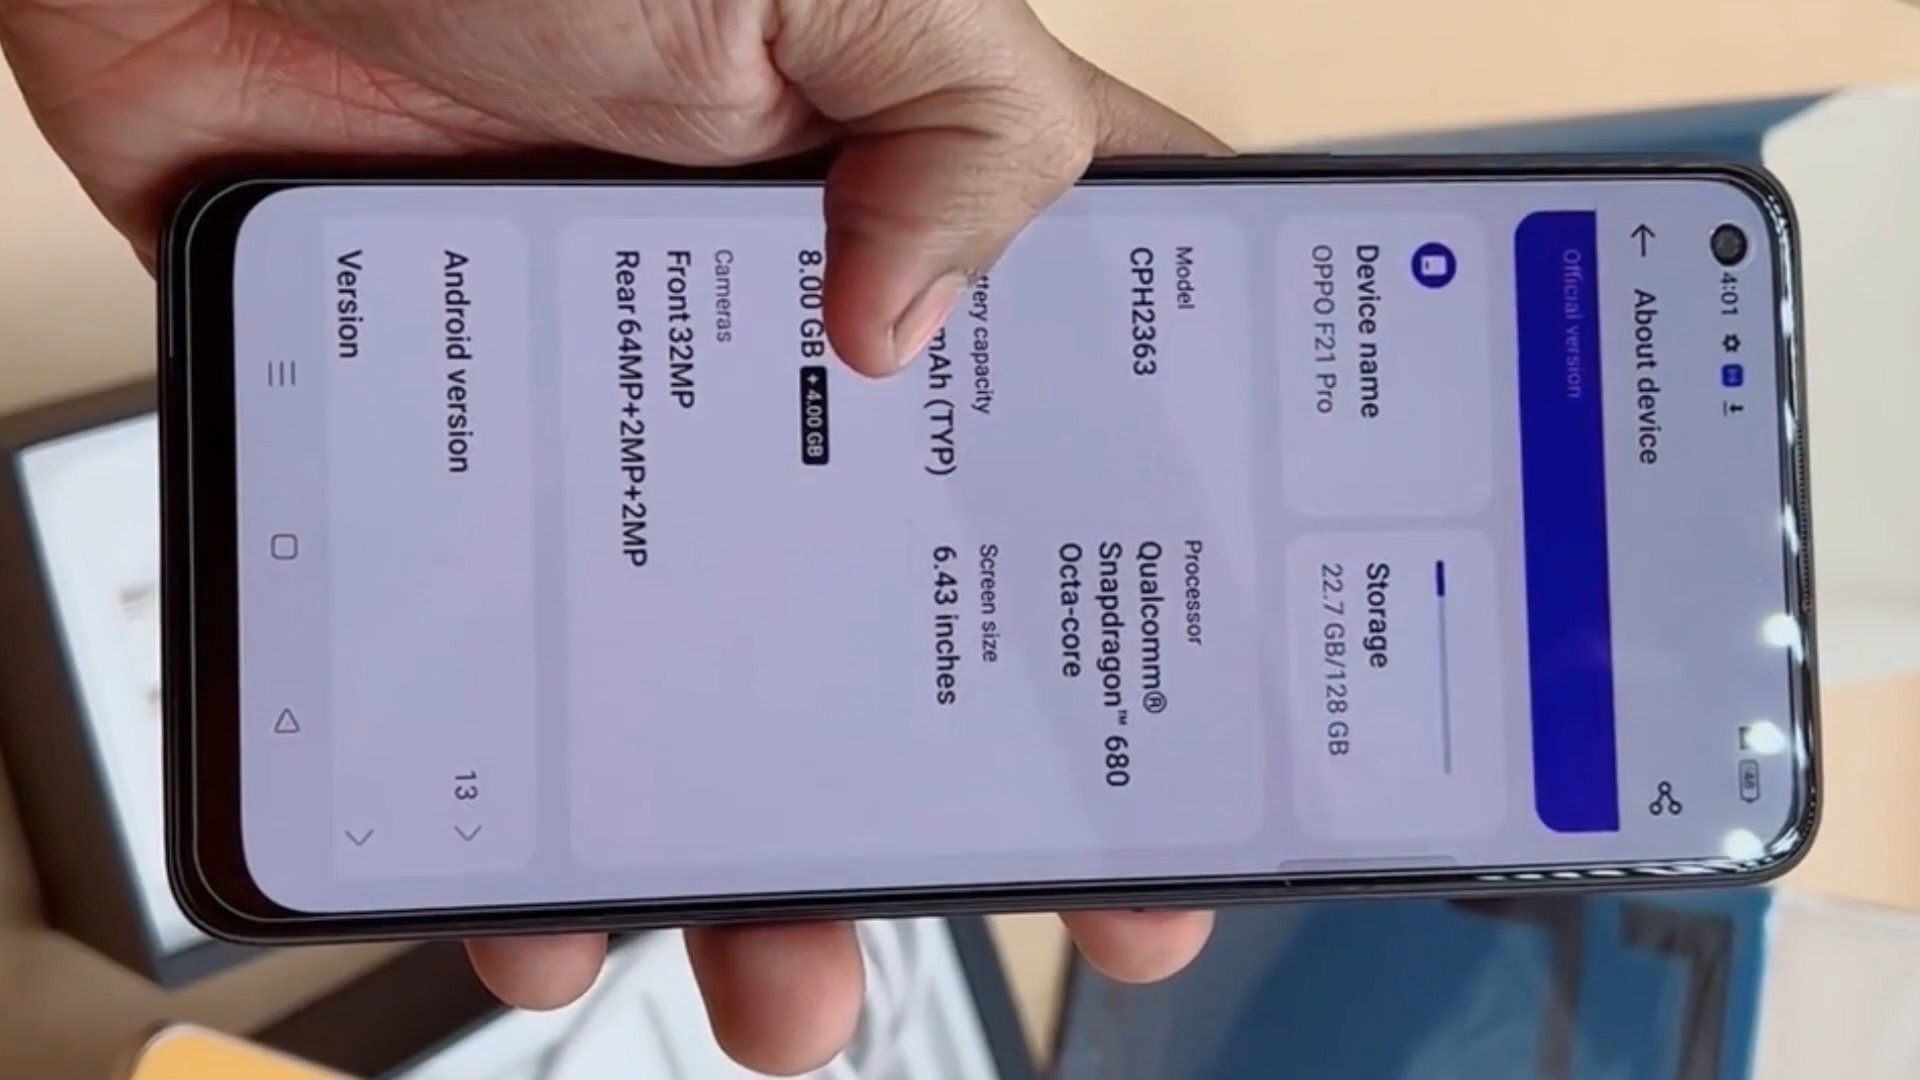 4:01
48
About device
Official version
Device name
OPPO F21 Pro
Storage
22.7 GB/128 GB
Model
CPH2363
Processor
Qualcomm®
Snapdragon™ 680
Octa-core
capacity
mAh (TYP)
Screen size
6.43 inches
8.00 GB +4.00 GB
Cameras
Front 32MP
Rear 64MP+2MP+2MP
Android version
13
Version